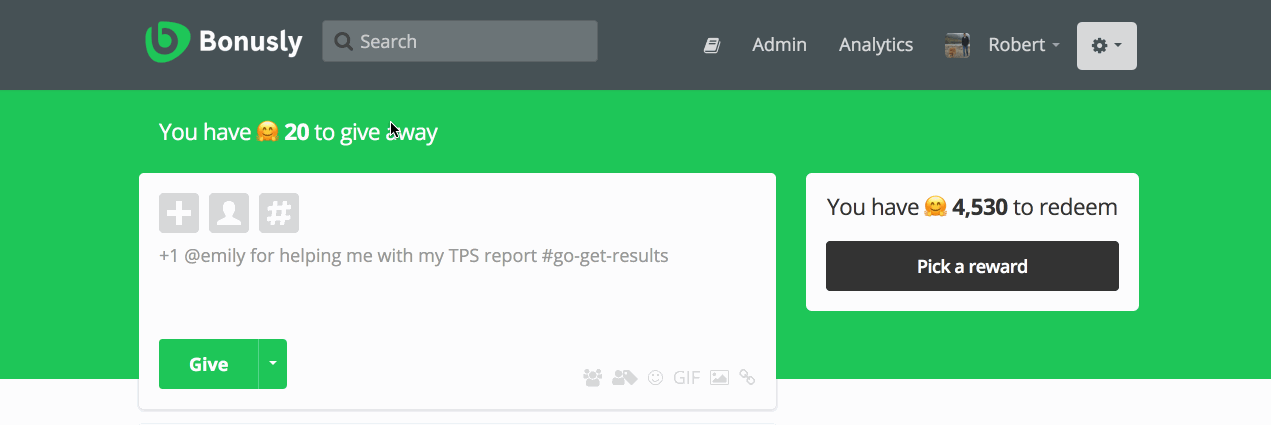 Bonusly
Search
Admin
Analytics
Robert
You have 🤗 20 to give away
+1 @emily for helping me with my TPS report #go-get-results
Give
GIF
You have 🤗 4,530 to redeem
Pick a reward